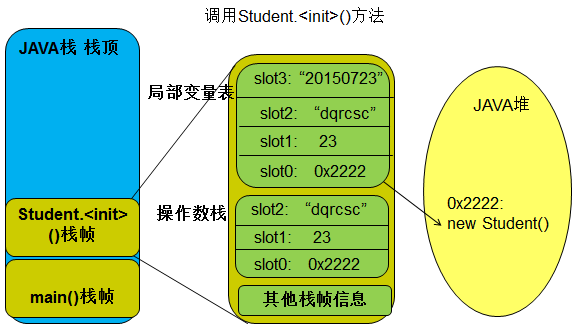 调用Student.<init>()方法
JAVA栈 栈顶
Student.<init>
()栈帧
main()栈帧
局部变量表
slot3: “20150723”
slot2: “dqrcsc”
slot1: 23
slot0: 0x2222
操作数栈
slot2: “dqrcsc”
slot1: 23
slot0: 0x2222
其他栈帧信息
JAVA堆
0x2222:
new Student()